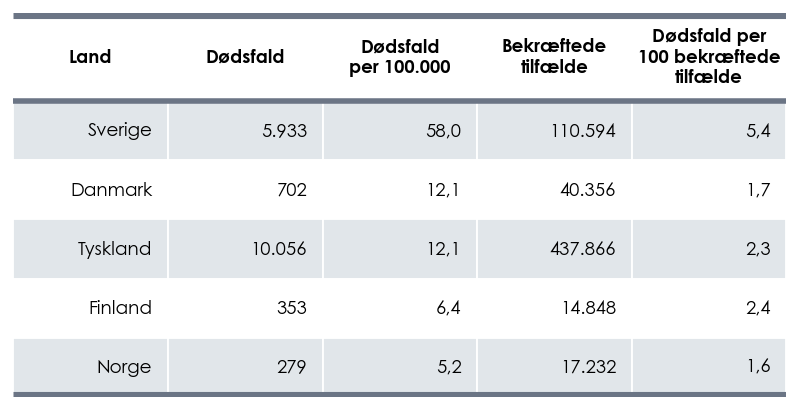 Land Dødsfald Dødsfald per 100.000 Bekræftede tilfælde Dødsfald per 100 bekræftede tilfælde
Sverige 5.933 58,0 110.594 5,4
Danmark 702 12,1 40.356 1,7
Tyskland 10.056 12,1 437.866 2,3
Finland 353 6,4 14.848 2,4
Norge 279 5,2 17.232 1,6